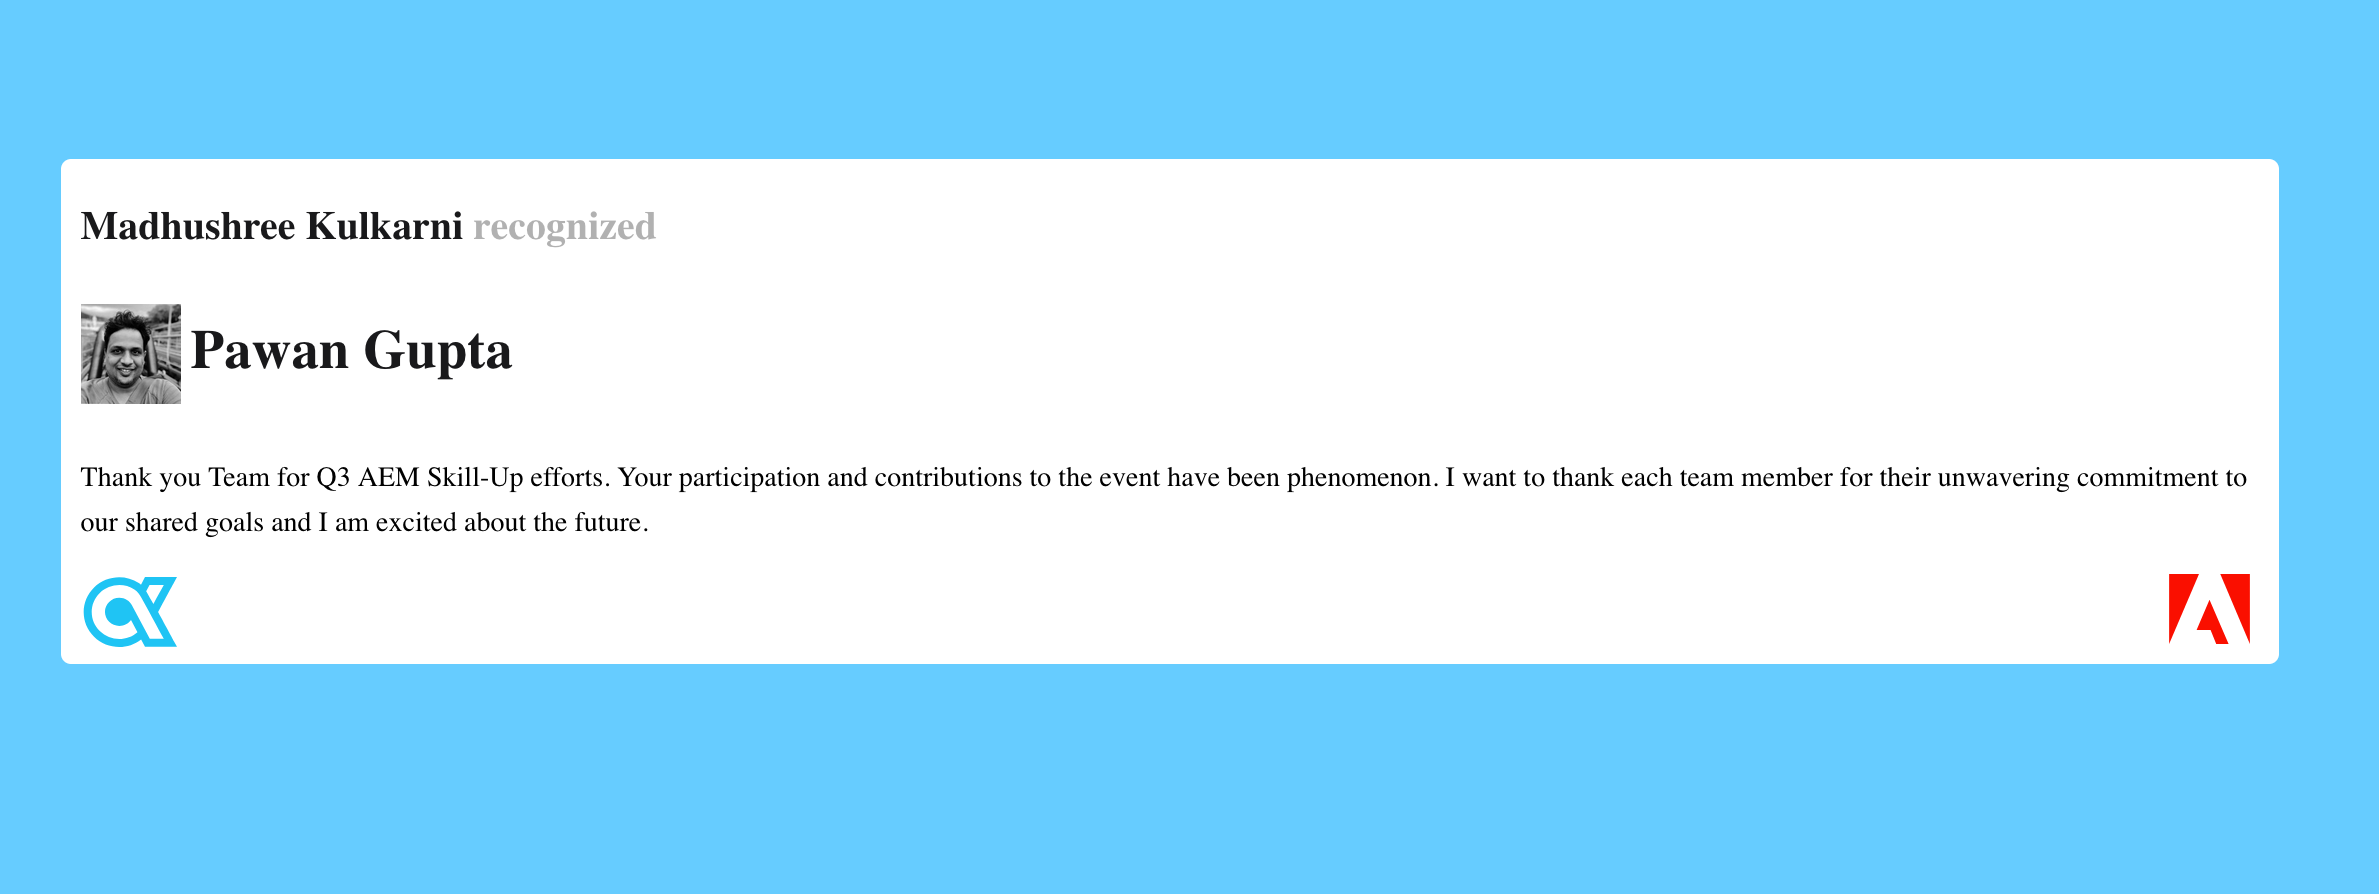 Madhushree Kulkarni recognized
Pawan Gupta
Thank you Team for Q3 AEM Skill-Up efforts. Your participation and contributions to the event have been phenomenon. I want to thank each team member for their unwavering commitment to
our shared goals and I am excited about the future.